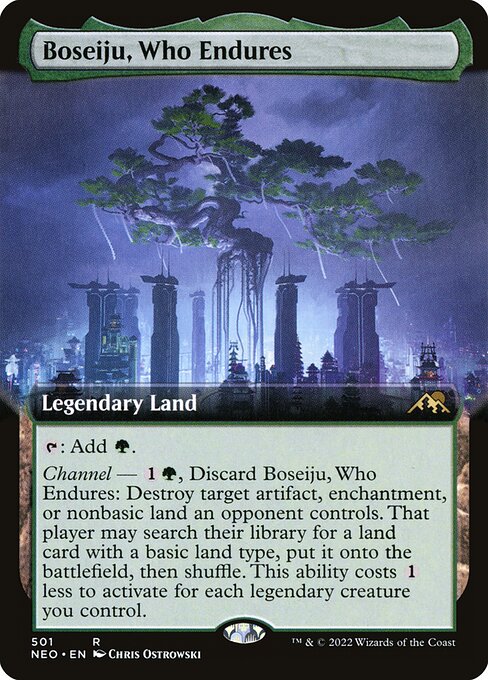 Boseiju, Who Endures
Legendary Land
: Add .
Channel — 1 , Discard Boseiju, Who
Endures: Destroy target artifact, enchantment,
or nonbasic land an opponent controls. That
player may search their library for a land
card with a basic land type, put it onto the
battlefield, then shuffle. This ability costs 1
less to activate for each legendary creature
you control.
501 R
NEO • EN Chris Ostrowski
™ & © 2022 Wizards of the Coast